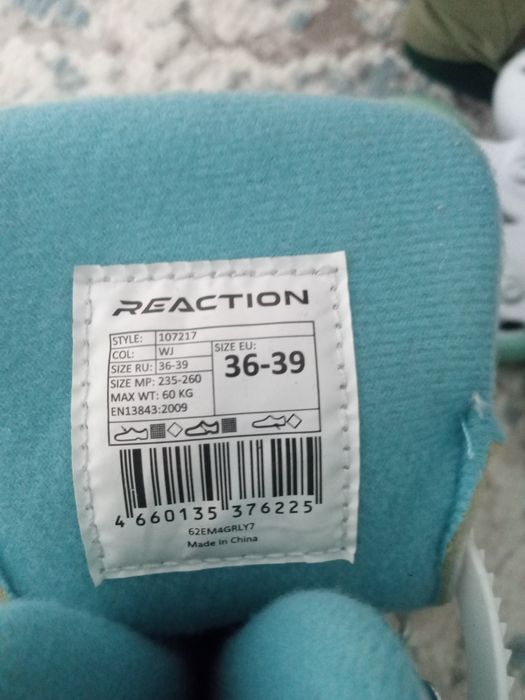 REACTION
STYLE: 107217
COL: WJ
SIZE RU: 36-39
SIZE MP: 235-260
MAX WT: 60 KG
EN13843:2009
SIZE EU:
36-39
4 660135 376225
62EM4GRLY7
Made in China